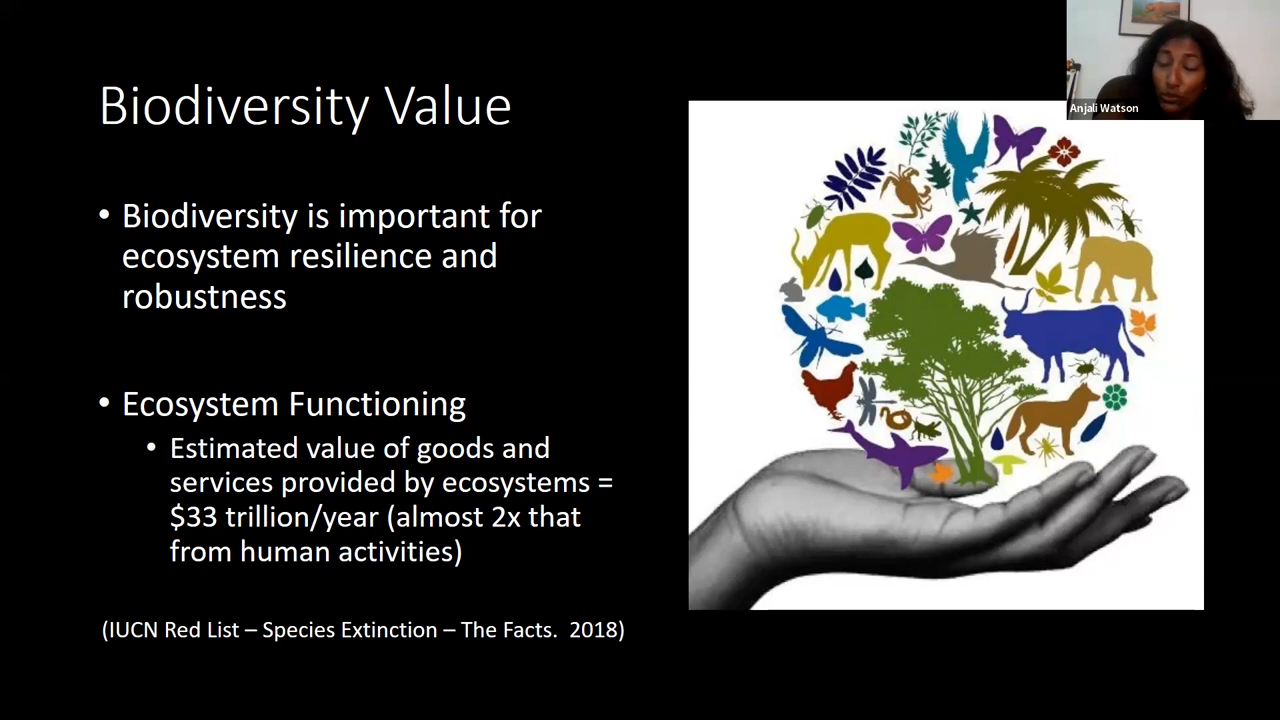 Biodiversity Value
Anjali Watson
• Biodiversity is important for
ecosystem resilience and
robustness
• Ecosystem Functioning
• Estimated value of goods and
services provided by ecosystems =
$33 trillion/year (almost 2x that
from human activities)
(IUCN Red List – Species Extinction – The Facts.  2018)